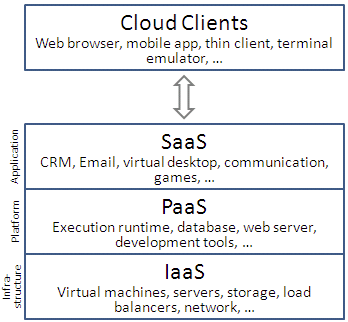 Cloud Clients
Web browser, mobile app, thin client, terminal
emulator, ...
Application
SaaS
CRM, Email, virtual desktop, communication,
games, ...
Platform
PaaS
Execution runtime, database, web server,
development tools, ...
Infra-
structure
IaaS
Virtual machines, servers, storage, load
balancers, network, ...